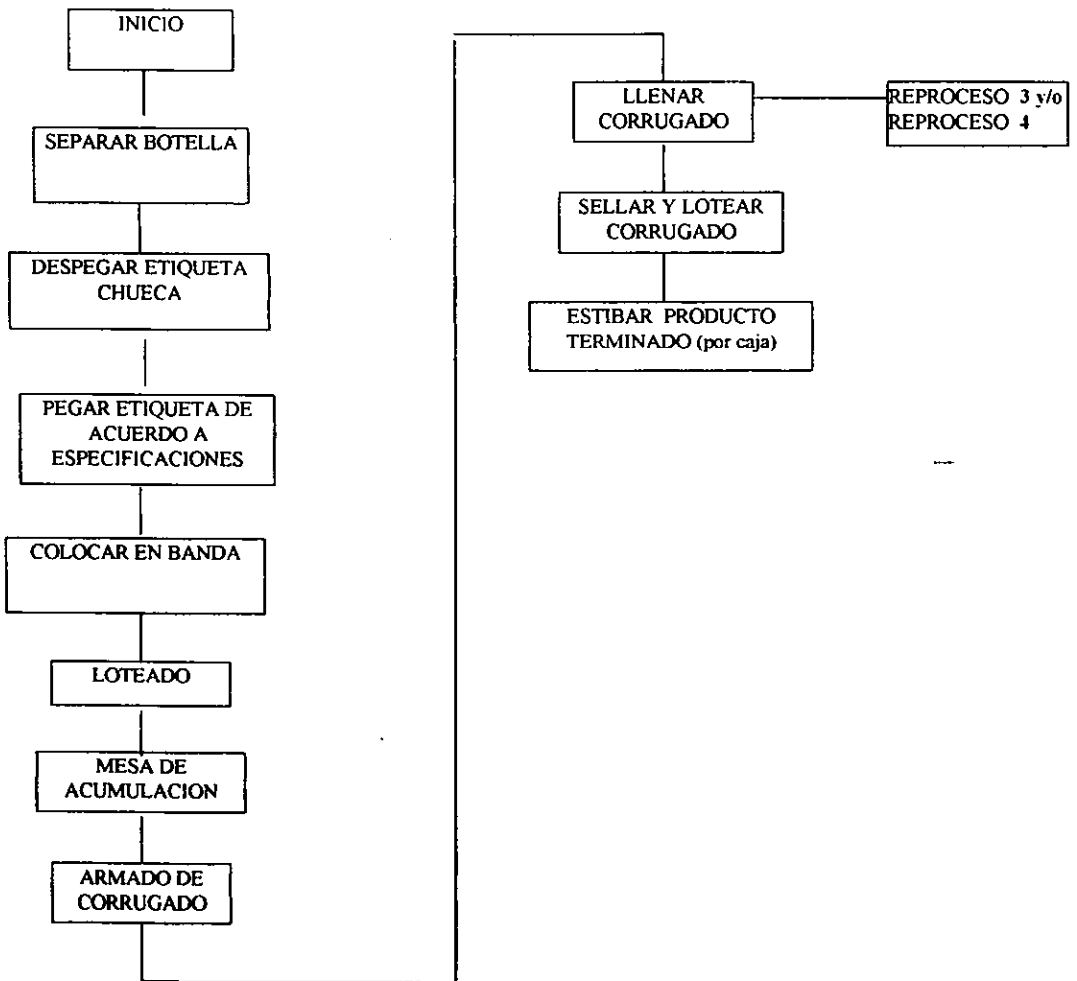 INICIO
SEPARAR BOTELLA
DESPEGAR ETIQUETA
CHUECA
PEGAR ETIQUETA DE
ACUERDO A
ESPECIFICACIONES
COLOCAR EN BANDA
LOTEADO
MESA DE
ACUMULACION
ARMADO DE
CORRUGADO
LLENAR
CORRUGADO
REPROCESO 3 y/o
REPROCESO 4
SELLAR Y LOTEAR
CORRUGADO
ESTIBAR PRODUCTO
TERMINADO (por caja)